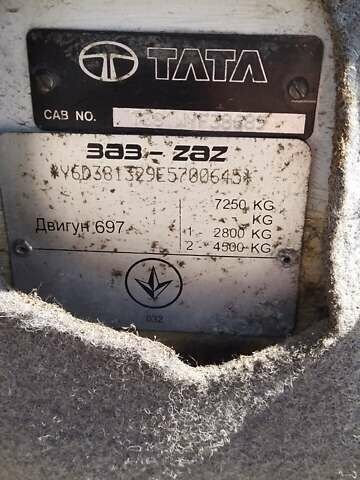 TATA
CAB NO.
ЗАЗ - ZAZ
*Y6D381329E5700645*
7250 KG
- KG
Двигун 697
1 - 2800 KG
2 - 4500 KG
032